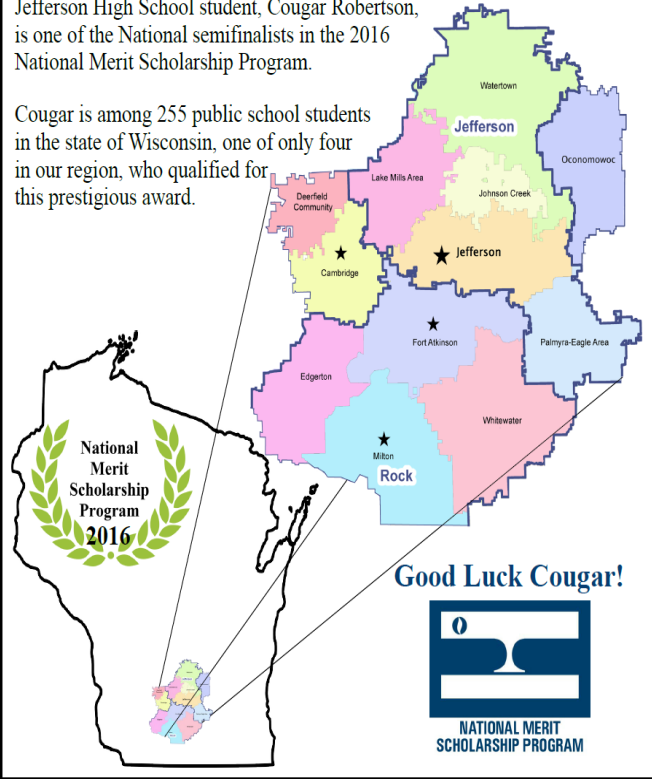 Jefferson High School student, Cougar Robertson,
is one of the National semifinalists in the 2016
National Merit Scholarship Program.
Cougar is among 255 public school students
in the state of Wisconsin, one of only four
in our region, who qualified for
this prestigious award.
Watertown
Jefferson
Oconomowoc
Lake Mills Area
Johnson Creek
Deerfield
Community
Jefferson
Cambridge
Fort Atkinson
Palmyra-Eagle Area
Edgerton
Whitewater
Milton
Rock
National
Merit
Scholarship
Program
2016
Good Luck Cougar!
NATIONAL MERIT
SCHOLARSHIP PROGRAM